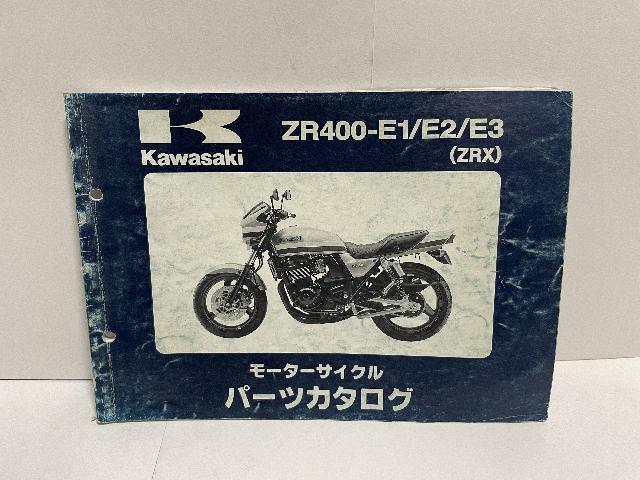 Kawasaki
ZR400-E1/E2/E3
(ZRX)
モーターサイクル
パーツカタログ